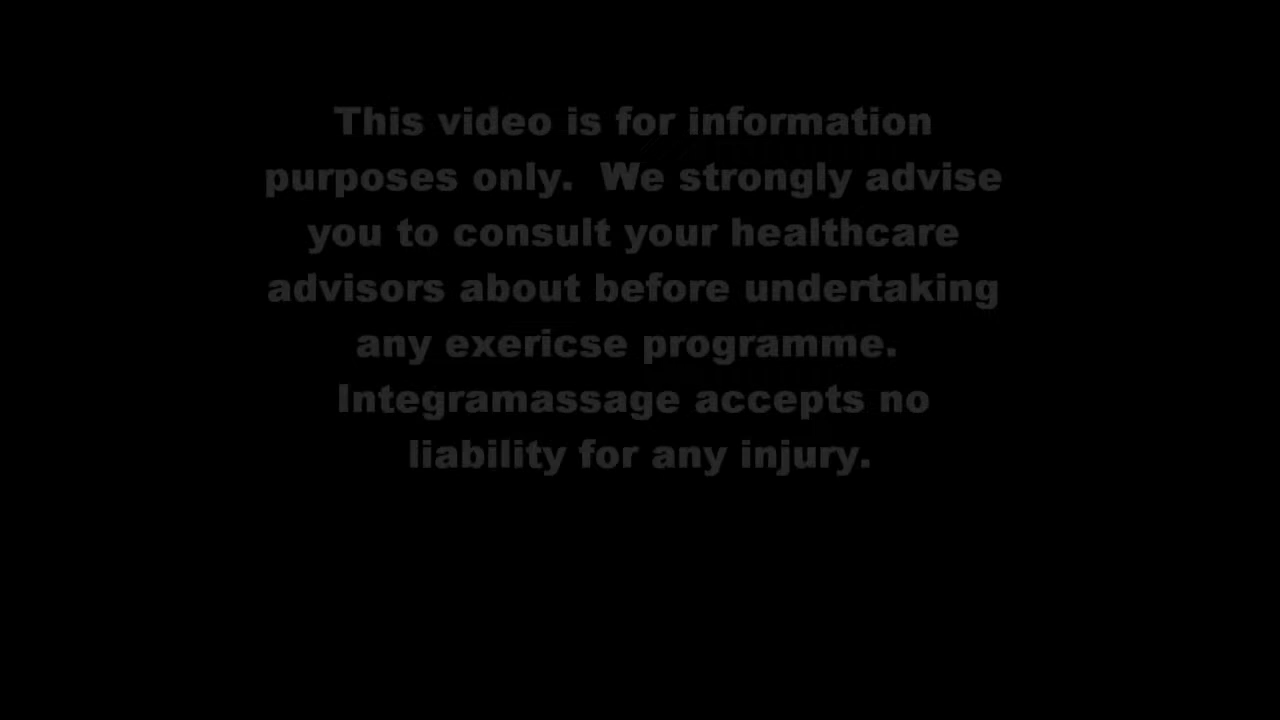 This video is for information
purposes only.  We strongly advise
you to consult your healthcare
advisors about before undertaking
any exericse programme.
Integramassage accepts no
liability for any injury.